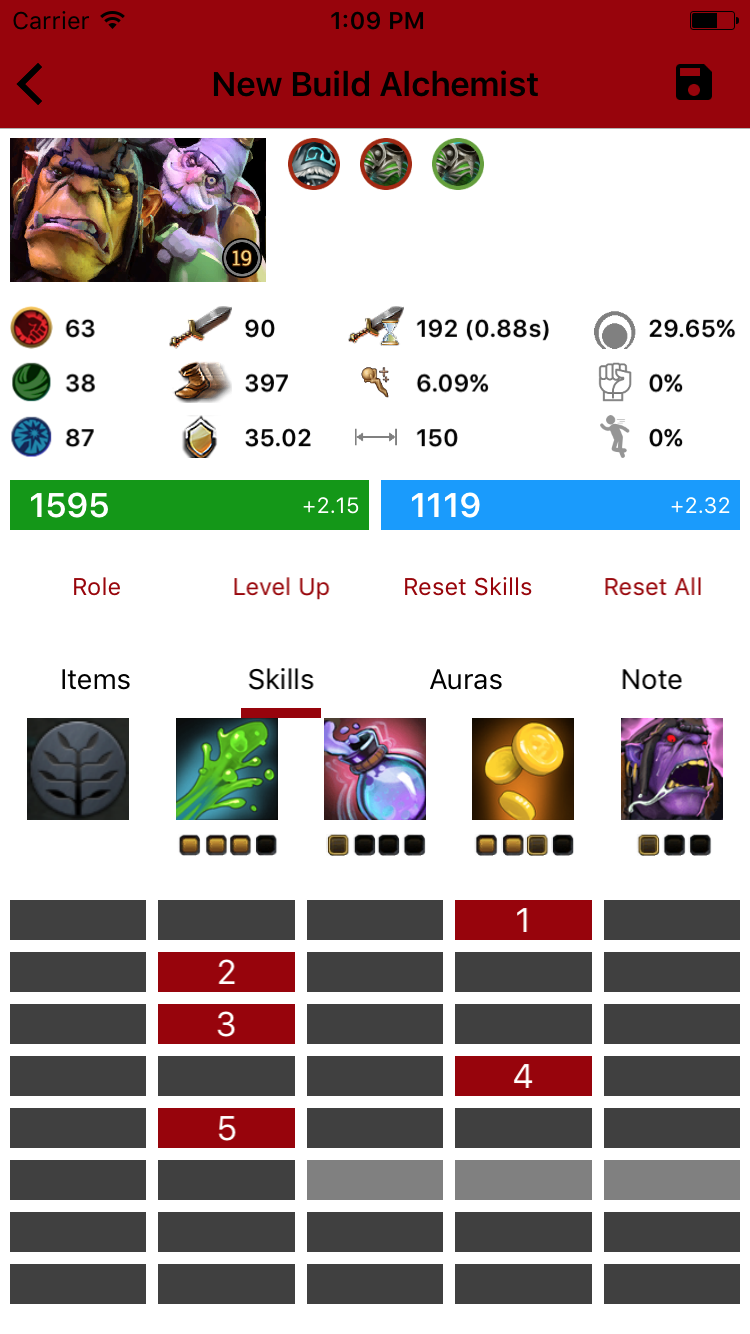 Carrier 1:09 PM
New Build Alchemist
19
63 90 192 (0.88s) 29.65%
38 397 6.09% 0%
87 35.02 150 0%
1595 +2.15 1119 +2.32
Role Level Up Reset Skills Reset All
Items Skills Auras Note
1
2
3
4
5